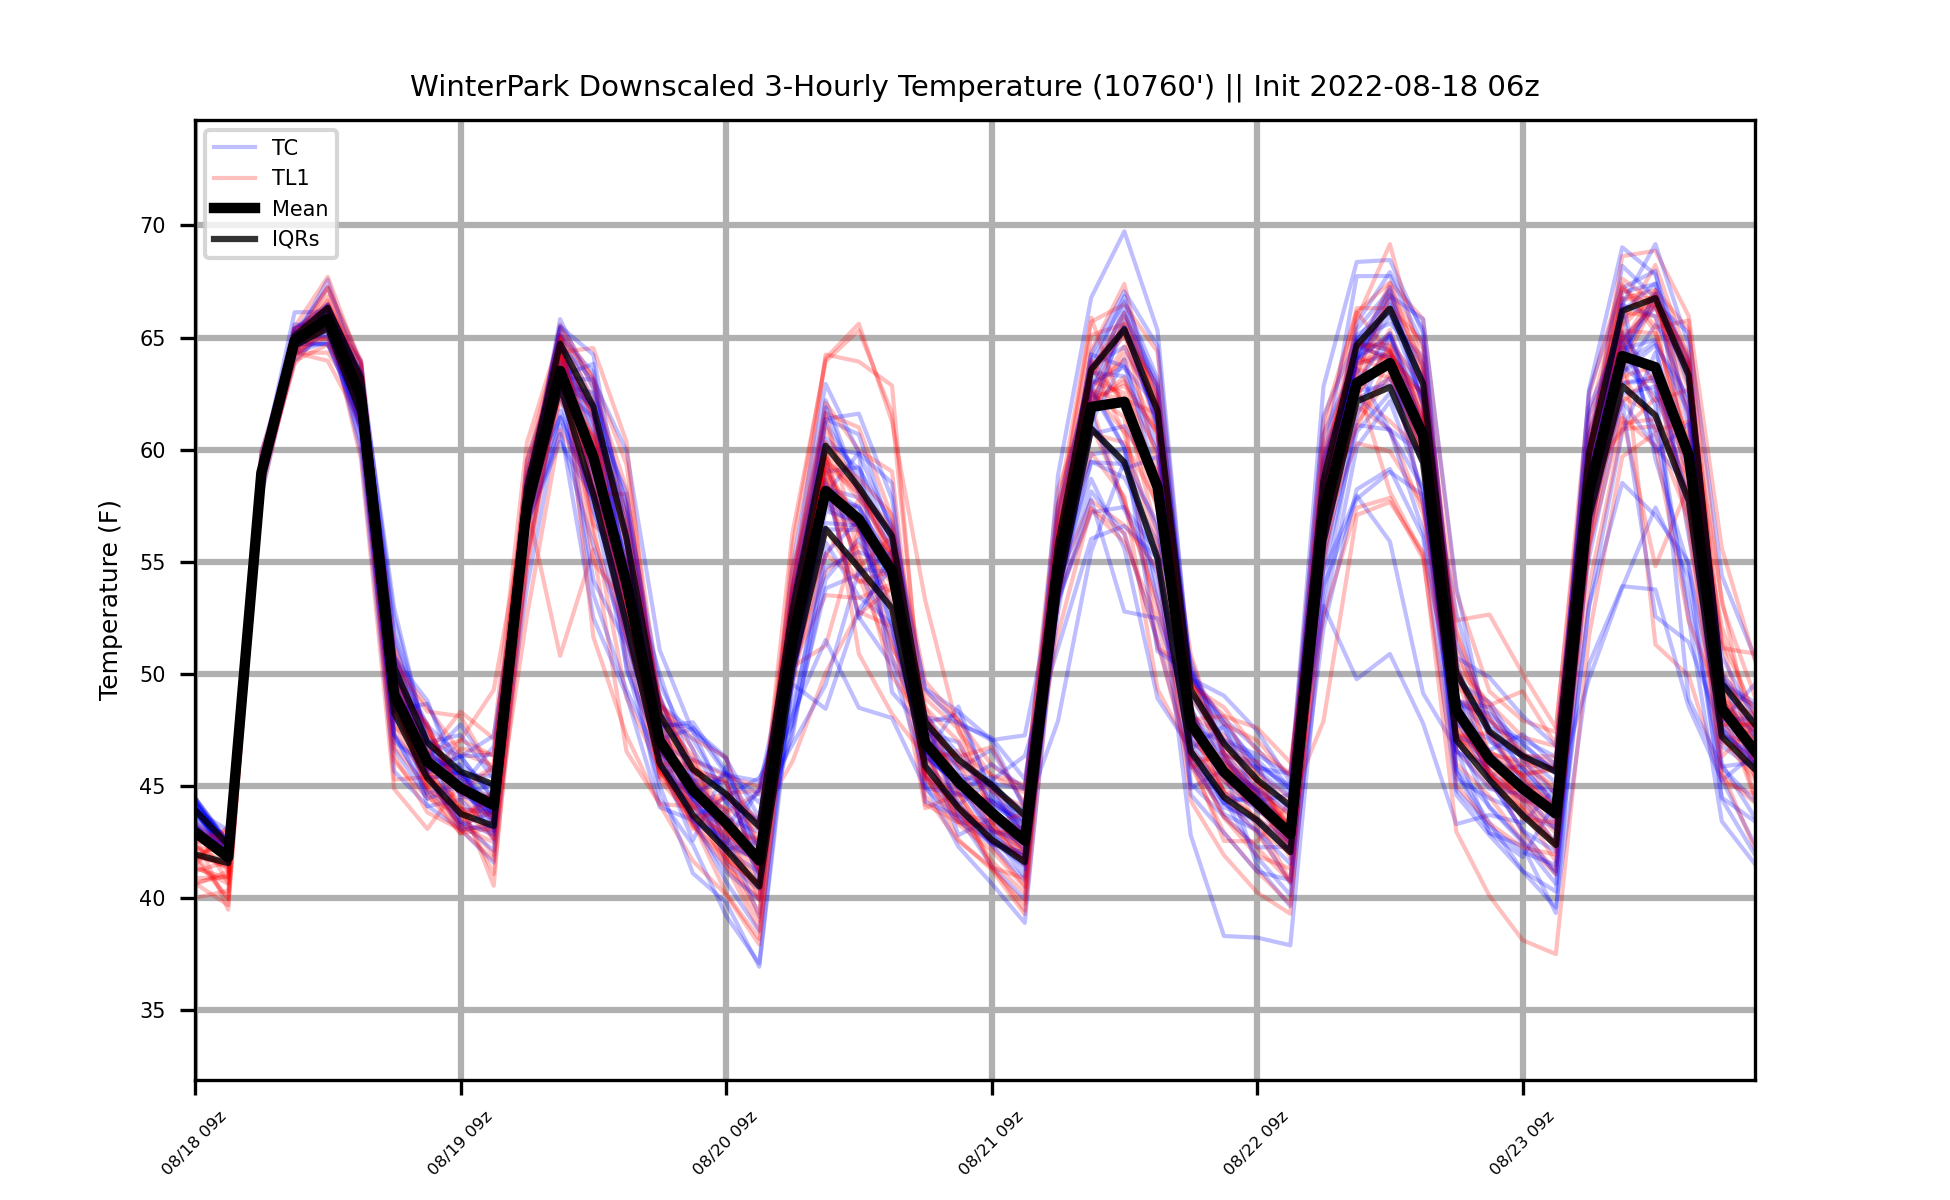 WinterPark Downscaled 3-Hourly Temperature (10760') || Init 2022-08-18 06z
TC
TL1
Mean
IQRs
Temperature (F)
70
65
60
55
50
45
40
35
08/18 09z
08/19 09z
08/20 09z
08/21 09z
08/22 09z
08/23 09z